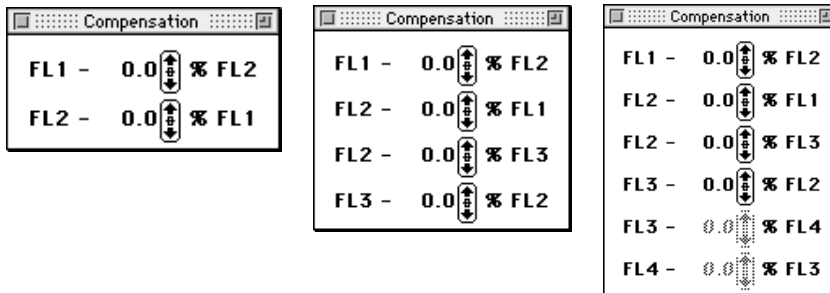 Compensation
FL1 - 0.0 % FL2
FL2 - 0.0 % FL1
Compensation
FL1 - 0.0 % FL2
FL2 - 0.0 % FL1
FL2 - 0.0 % FL3
FL3 - 0.0 % FL2
Compensation
FL1 - 0.0 % FL2
FL2 - 0.0 % FL1
FL2 - 0.0 % FL3
FL3 - 0.0 % FL2
FL3 - 0.0 % FL4
FL4 - 0.0 % FL3